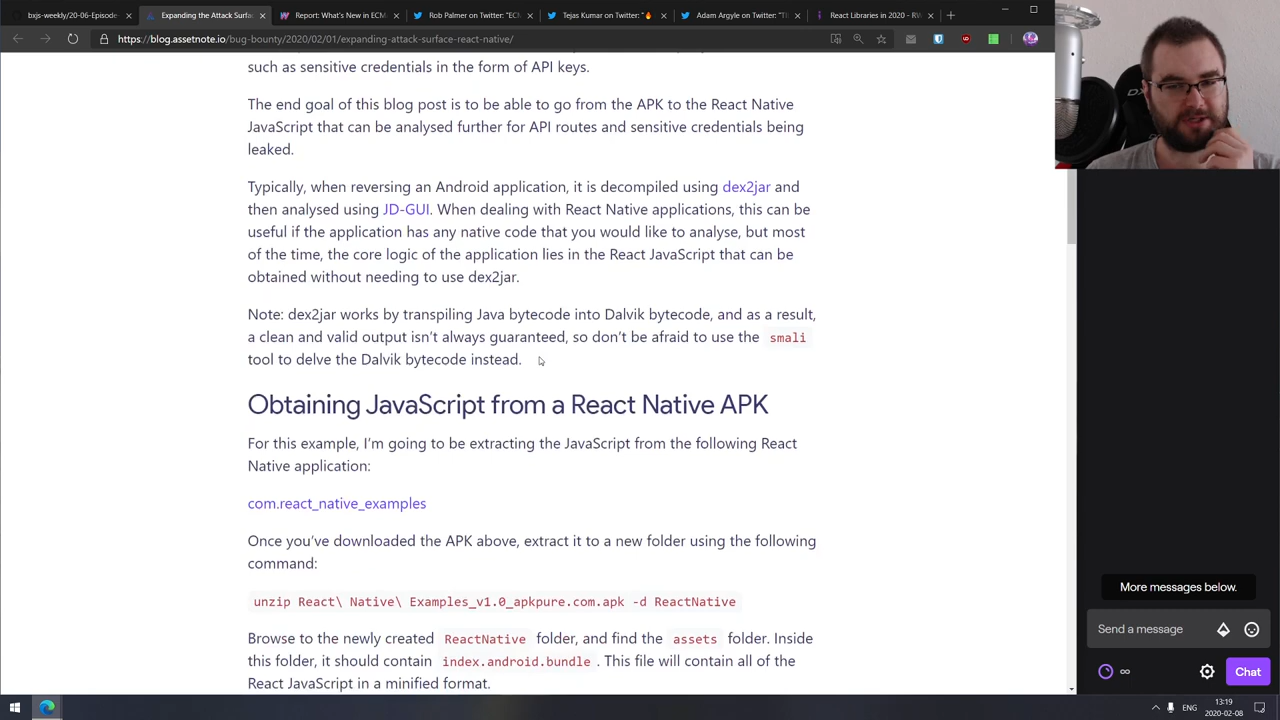 bxjs-weekly/20-06-Episode-
Expanding the Attack Surfac
Report: What's New in ECM
Rob Palmer on Twitter: "EC
Tejas Kumar on Twitter: "🔥
Adam Argyle on Twitter: "Th
React Libraries in 2020 - RW
https://blog.assetnote.io/bug-bounty/2020/02/01/expanding-attack-surface-react-native/
such as sensitive credentials in the form of API keys.
The end goal of this blog post is to be able to go from the APK to the React Native
JavaScript that can be analysed further for API routes and sensitive credentials being
leaked.
Typically, when reversing an Android application, it is decompiled using dex2jar and
then analysed using JD-GUI. When dealing with React Native applications, this can be
useful if the application has any native code that you would like to analyse, but most
of the time, the core logic of the application lies in the React JavaScript that can be
obtained without needing to use dex2jar.
Note: dex2jar works by transpiling Java bytecode into Dalvik bytecode, and as a result,
a clean and valid output isn't always guaranteed, so don't be afraid to use the smali
tool to delve the Dalvik bytecode instead.
Obtaining JavaScript from a React Native APK
For this example, I'm going to be extracting the JavaScript from the following React
Native application:
com.react_native_examples
Once you've downloaded the APK above, extract it to a new folder using the following
command:
unzip React\ Native\ Examples_v1.0_apkpure.com.apk -d ReactNative
Browse to the newly created ReactNative folder, and find the assets folder. Inside
this folder, it should contain index.android.bundle . This file will contain all of the
React JavaScript in a minified format.
More messages below.
Send a message
∞
Chat
ENG
13:19
2020-02-08